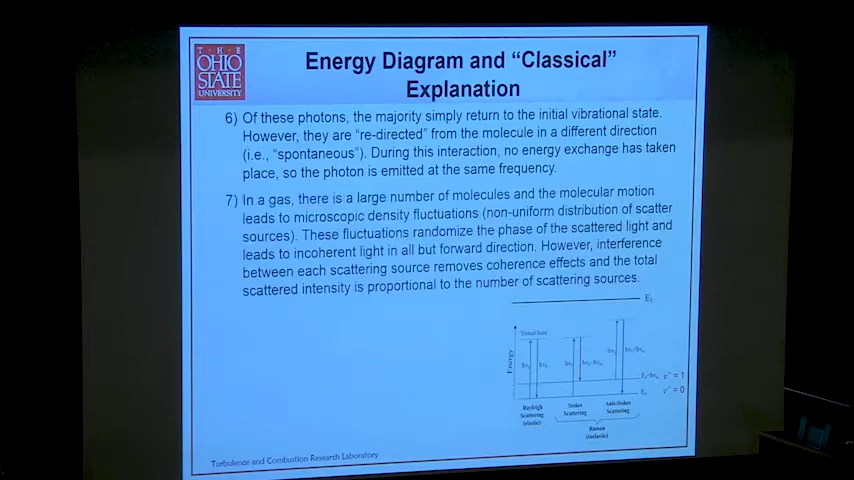 THE
OHIO
STATE
UNIVERSITY
Energy Diagram and “Classical”
Explanation
6) Of these photons, the majority simply return to the initial vibrational state.
However, they are “re-directed” from the molecule in a different direction
(i.e., “spontaneous”). During this interaction, no energy exchange has taken
place, so the photon is emitted at the same frequency.
7) In a gas, there is a large number of molecules and the molecular motion
leads to microscopic density fluctuations (non-uniform distribution of scatter
sources). These fluctuations randomize the phase of the scattered light and
leads to incoherent light in all but forward direction. However, interference
between each scattering source removes coherence effects and the total
scattered intensity is proportional to the number of scattering sources.
E₁
Virtual State
Energy
υ" = 1
υ" = 0
Rayleigh
Scattering
(elastic)
Stokes
Scattering
Anti-Stokes
Scattering
Raman
(inelastic)
Turbulence and Combustion Research Laboratory